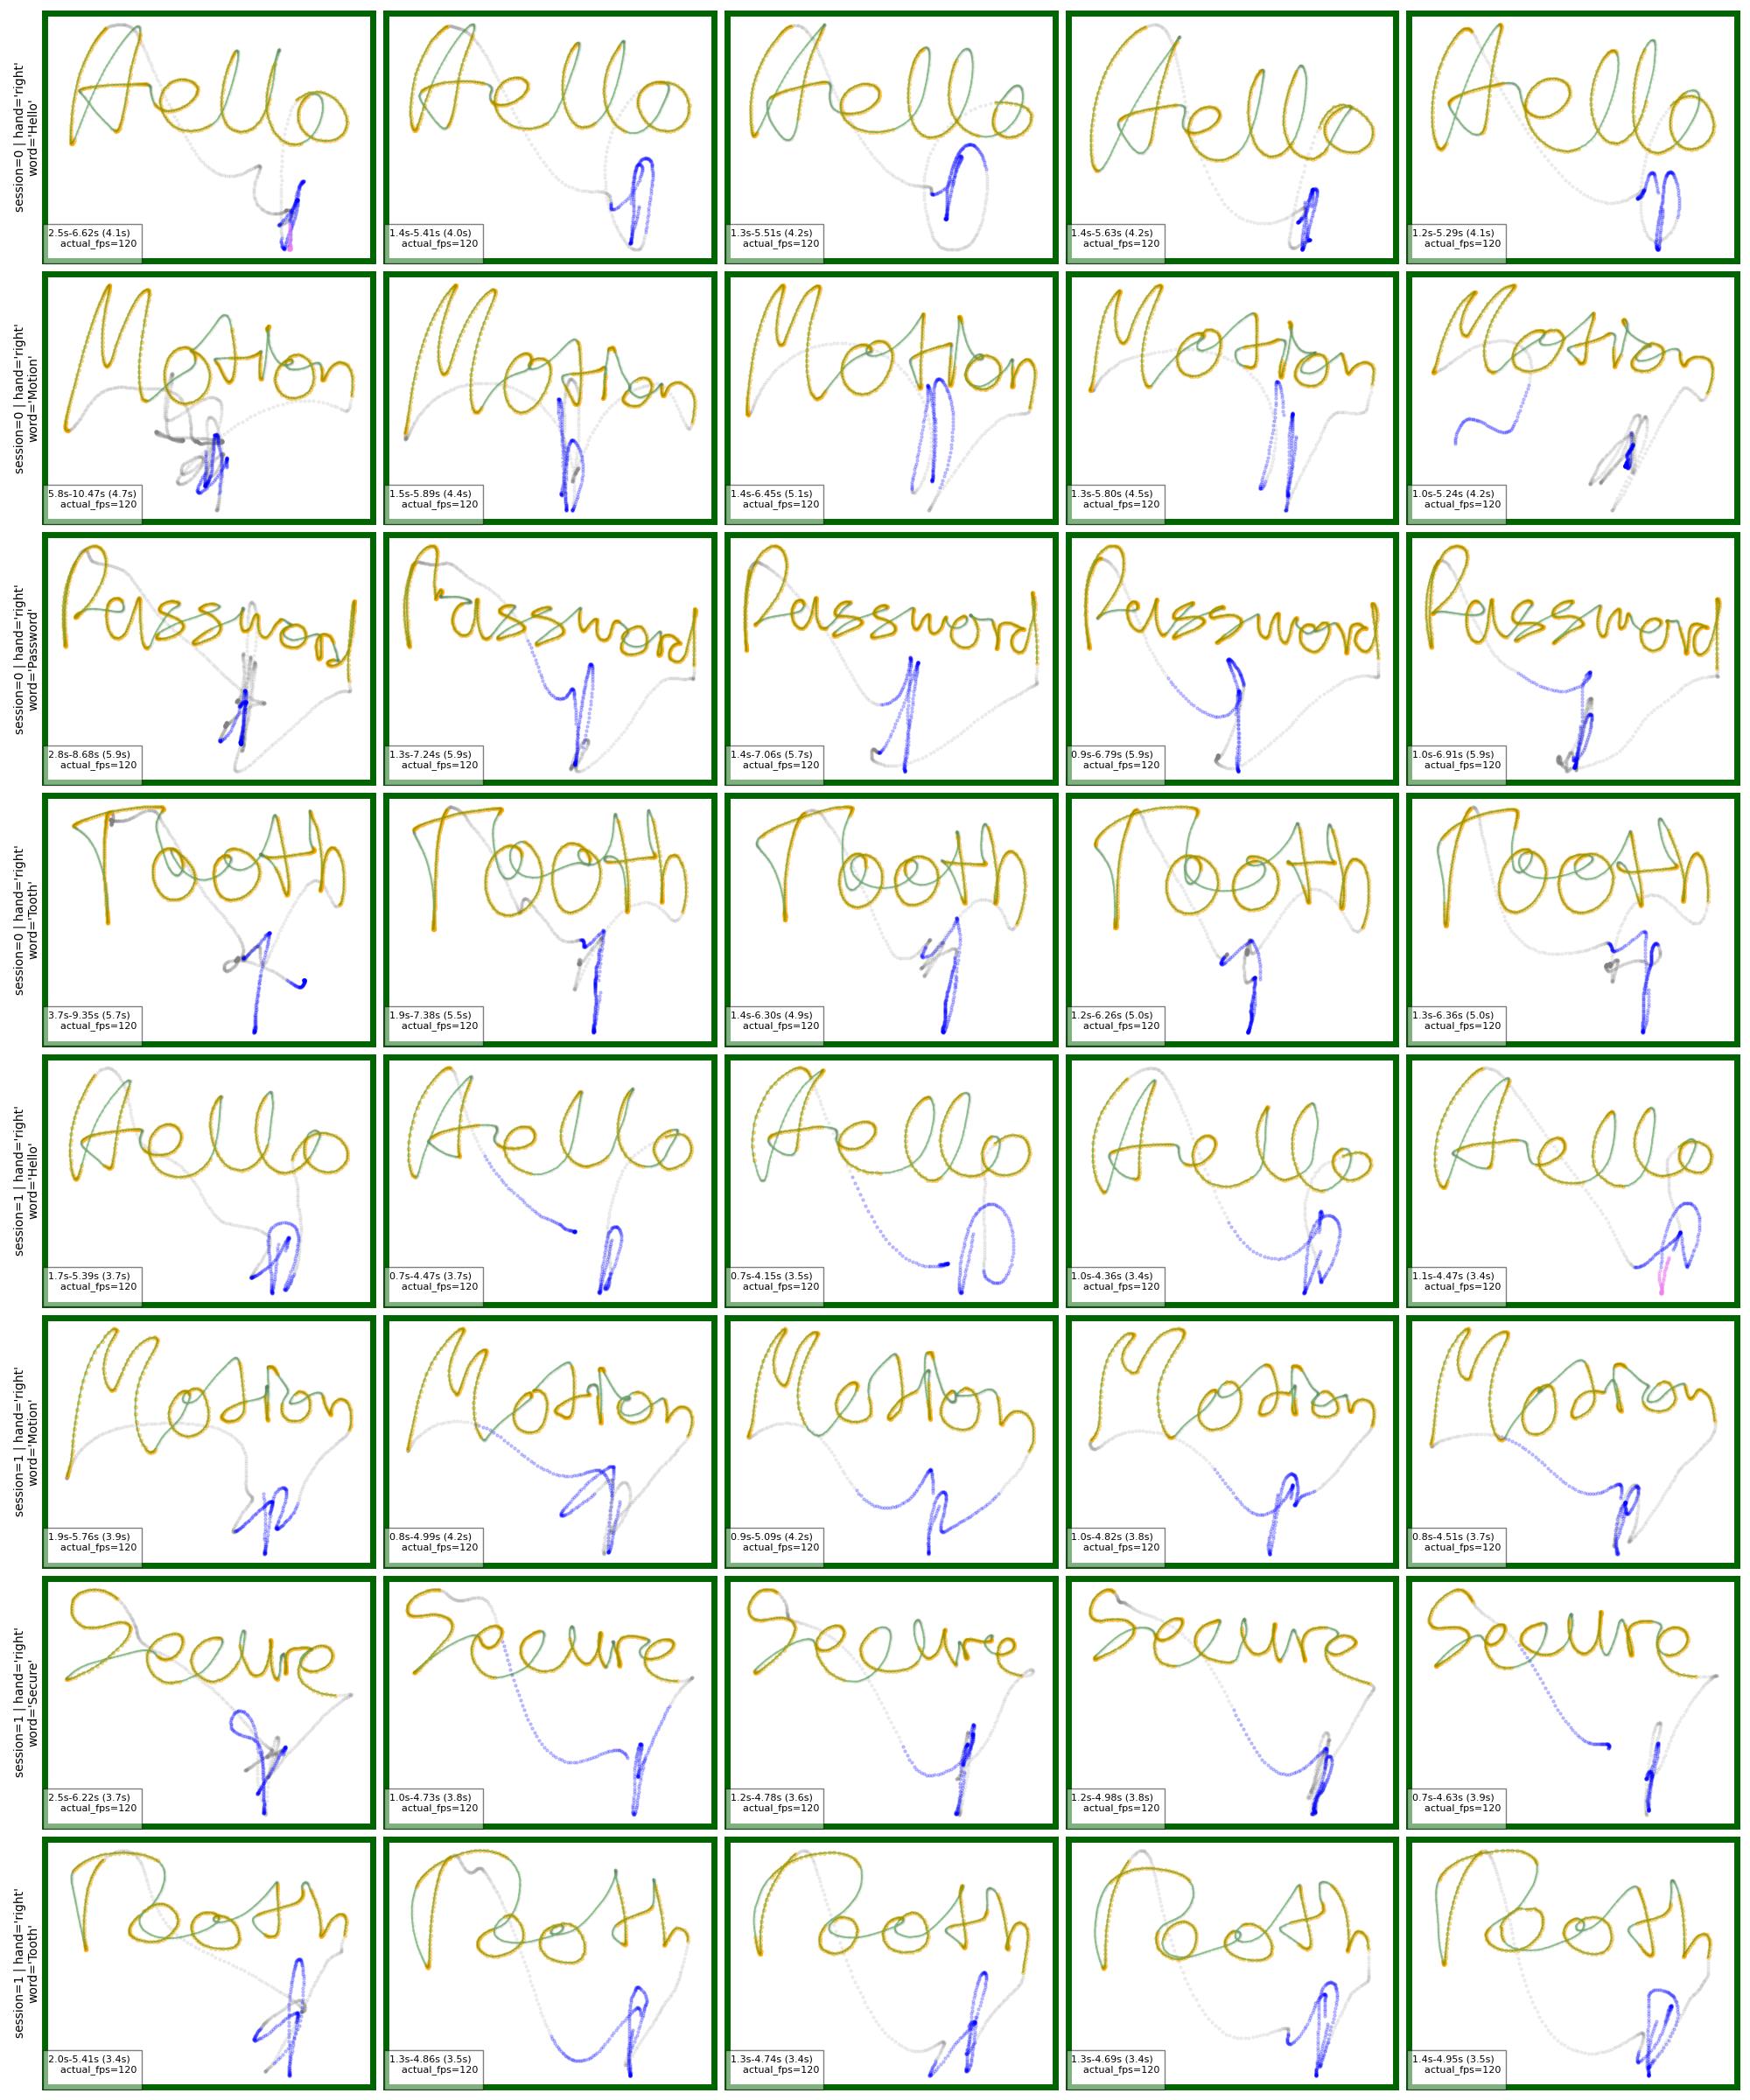 session=0 | hand='right'
word='Hello'
Hello Hello Hello Hello Hello
2.5s-6.62s (4.1s) 1.4s-5.41s (4.0s) 1.3s-5.51s (4.2s) 1.4s-5.63s (4.2s) 1.2s-5.29s (4.1s)
actual_fps=120 actual_fps=120 actual_fps=120 actual_fps=120 actual_fps=120
session=0 | hand='right'
word='Motion'
Motion Motion Motion Motion Motion
5.8s-10.47s (4.7s) 1.5s-5.89s (4.4s) 1.4s-6.45s (5.1s) 1.3s-5.80s (4.5s) 1.0s-5.24s (4.2s)
actual_fps=120 actual_fps=120 actual_fps=120 actual_fps=120 actual_fps=120
session=0 | hand='right'
word='Password'
Password Password Password Password Password
2.8s-8.68s (5.9s) 1.3s-7.24s (5.9s) 1.4s-7.06s (5.7s) 0.9s-6.79s (5.9s) 1.0s-6.91s (5.9s)
actual_fps=120 actual_fps=120 actual_fps=120 actual_fps=120 actual_fps=120
session=0 | hand='right'
word='Tooth'
Tooth Tooth Tooth Tooth Tooth
3.7s-9.35s (5.7s) 1.9s-7.38s (5.5s) 1.4s-6.30s (4.9s) 1.2s-6.26s (5.0s) 1.3s-6.36s (5.0s)
actual_fps=120 actual_fps=120 actual_fps=120 actual_fps=120 actual_fps=120
session=1 | hand='right'
word='Hello'
Hello Hello Hello Hello Hello
1.7s-5.39s (3.7s) 0.7s-4.47s (3.7s) 0.7s-4.15s (3.5s) 1.0s-4.36s (3.4s) 1.1s-4.47s (3.4s)
actual_fps=120 actual_fps=120 actual_fps=120 actual_fps=120 actual_fps=120
session=1 | hand='right'
word='Motion'
Motion Motion Motion Motion Motion
1.9s-5.76s (3.9s) 0.8s-4.99s (4.2s) 0.9s-5.09s (4.2s) 1.0s-4.82s (3.8s) 0.8s-4.51s (3.7s)
actual_fps=120 actual_fps=120 actual_fps=120 actual_fps=120 actual_fps=120
session=1 | hand='right'
word='Secure'
Secure Secure Secure Secure Secure
2.5s-6.22s (3.7s) 1.0s-4.73s (3.8s) 1.2s-4.78s (3.6s) 1.2s-4.98s (3.8s) 0.7s-4.63s (3.9s)
actual_fps=120 actual_fps=120 actual_fps=120 actual_fps=120 actual_fps=120
session=1 | hand='right'
word='Tooth'
Tooth Tooth Tooth Tooth Tooth
2.0s-5.41s (3.4s) 1.3s-4.86s (3.5s) 1.3s-4.74s (3.4s) 1.3s-4.69s (3.4s) 1.4s-4.95s (3.5s)
actual_fps=120 actual_fps=120 actual_fps=120 actual_fps=120 actual_fps=120